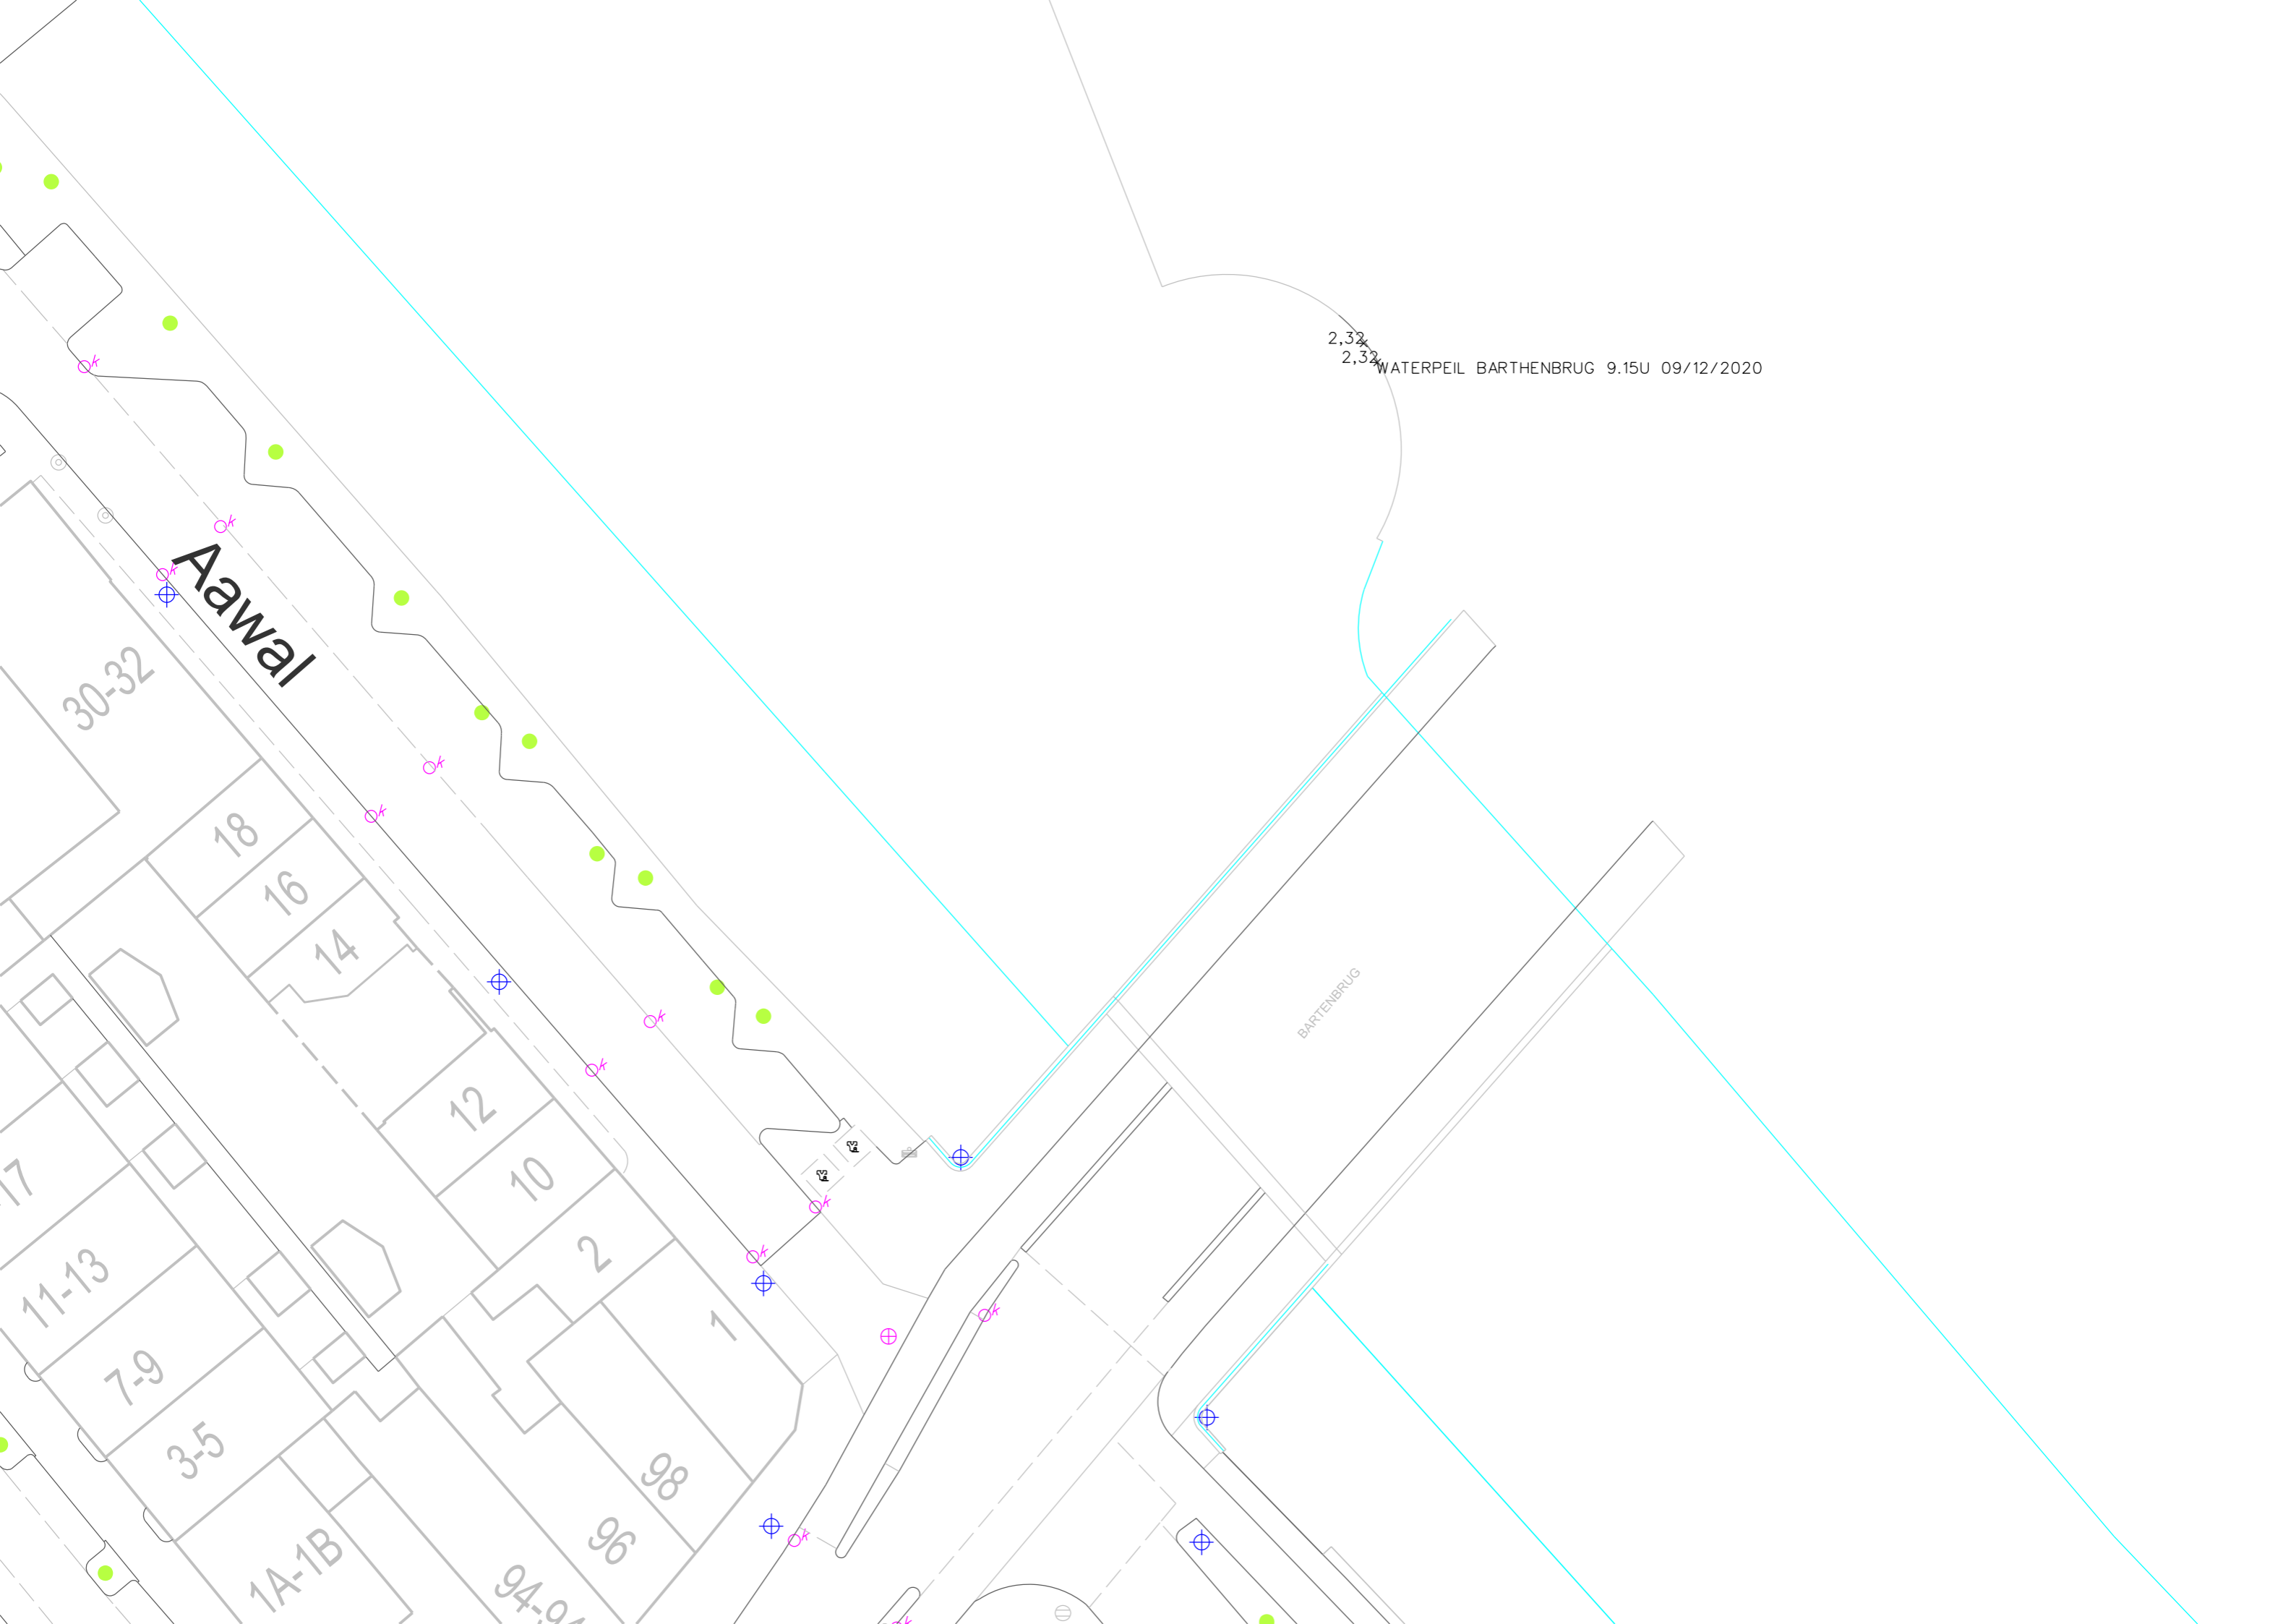 2,32
2,32
WATERPEIL BARTHENBRUG 9.15U 09/12/2020
k
k
k
Aawal
30-32
k
k
18
16
14
BARTENBRUG
k
k
12
10
17
k
2
k
11-13
1
k
7-9
3-5
98
96
k
1A-1B
k